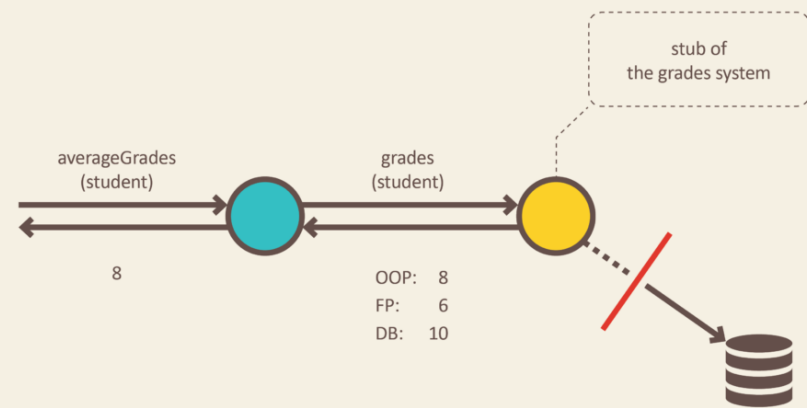 stub of
the grades system
averageGrades
(student)
grades
(student)
8
OOP: 8
FP: 6
DB: 10